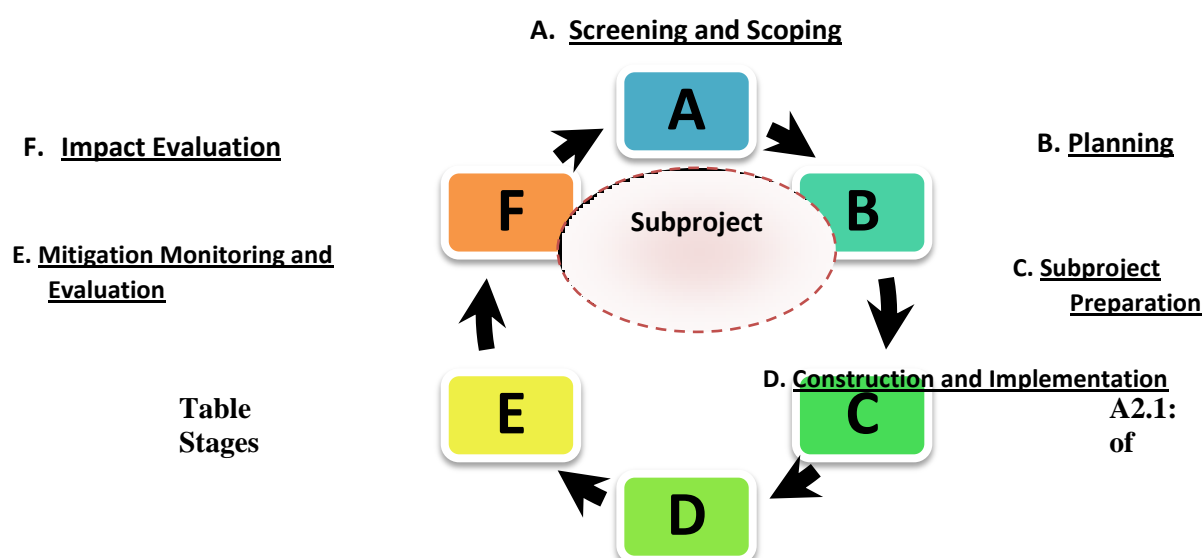 A. Screening and Scoping
A
F. Impact Evaluation
B. Planning
F
Subproject
B
E. Mitigation Monitoring and
Evaluation
C. Subproject
Preparation
D. Construction and Implementation
Table
A2.1:
Stages
of
E
C
D